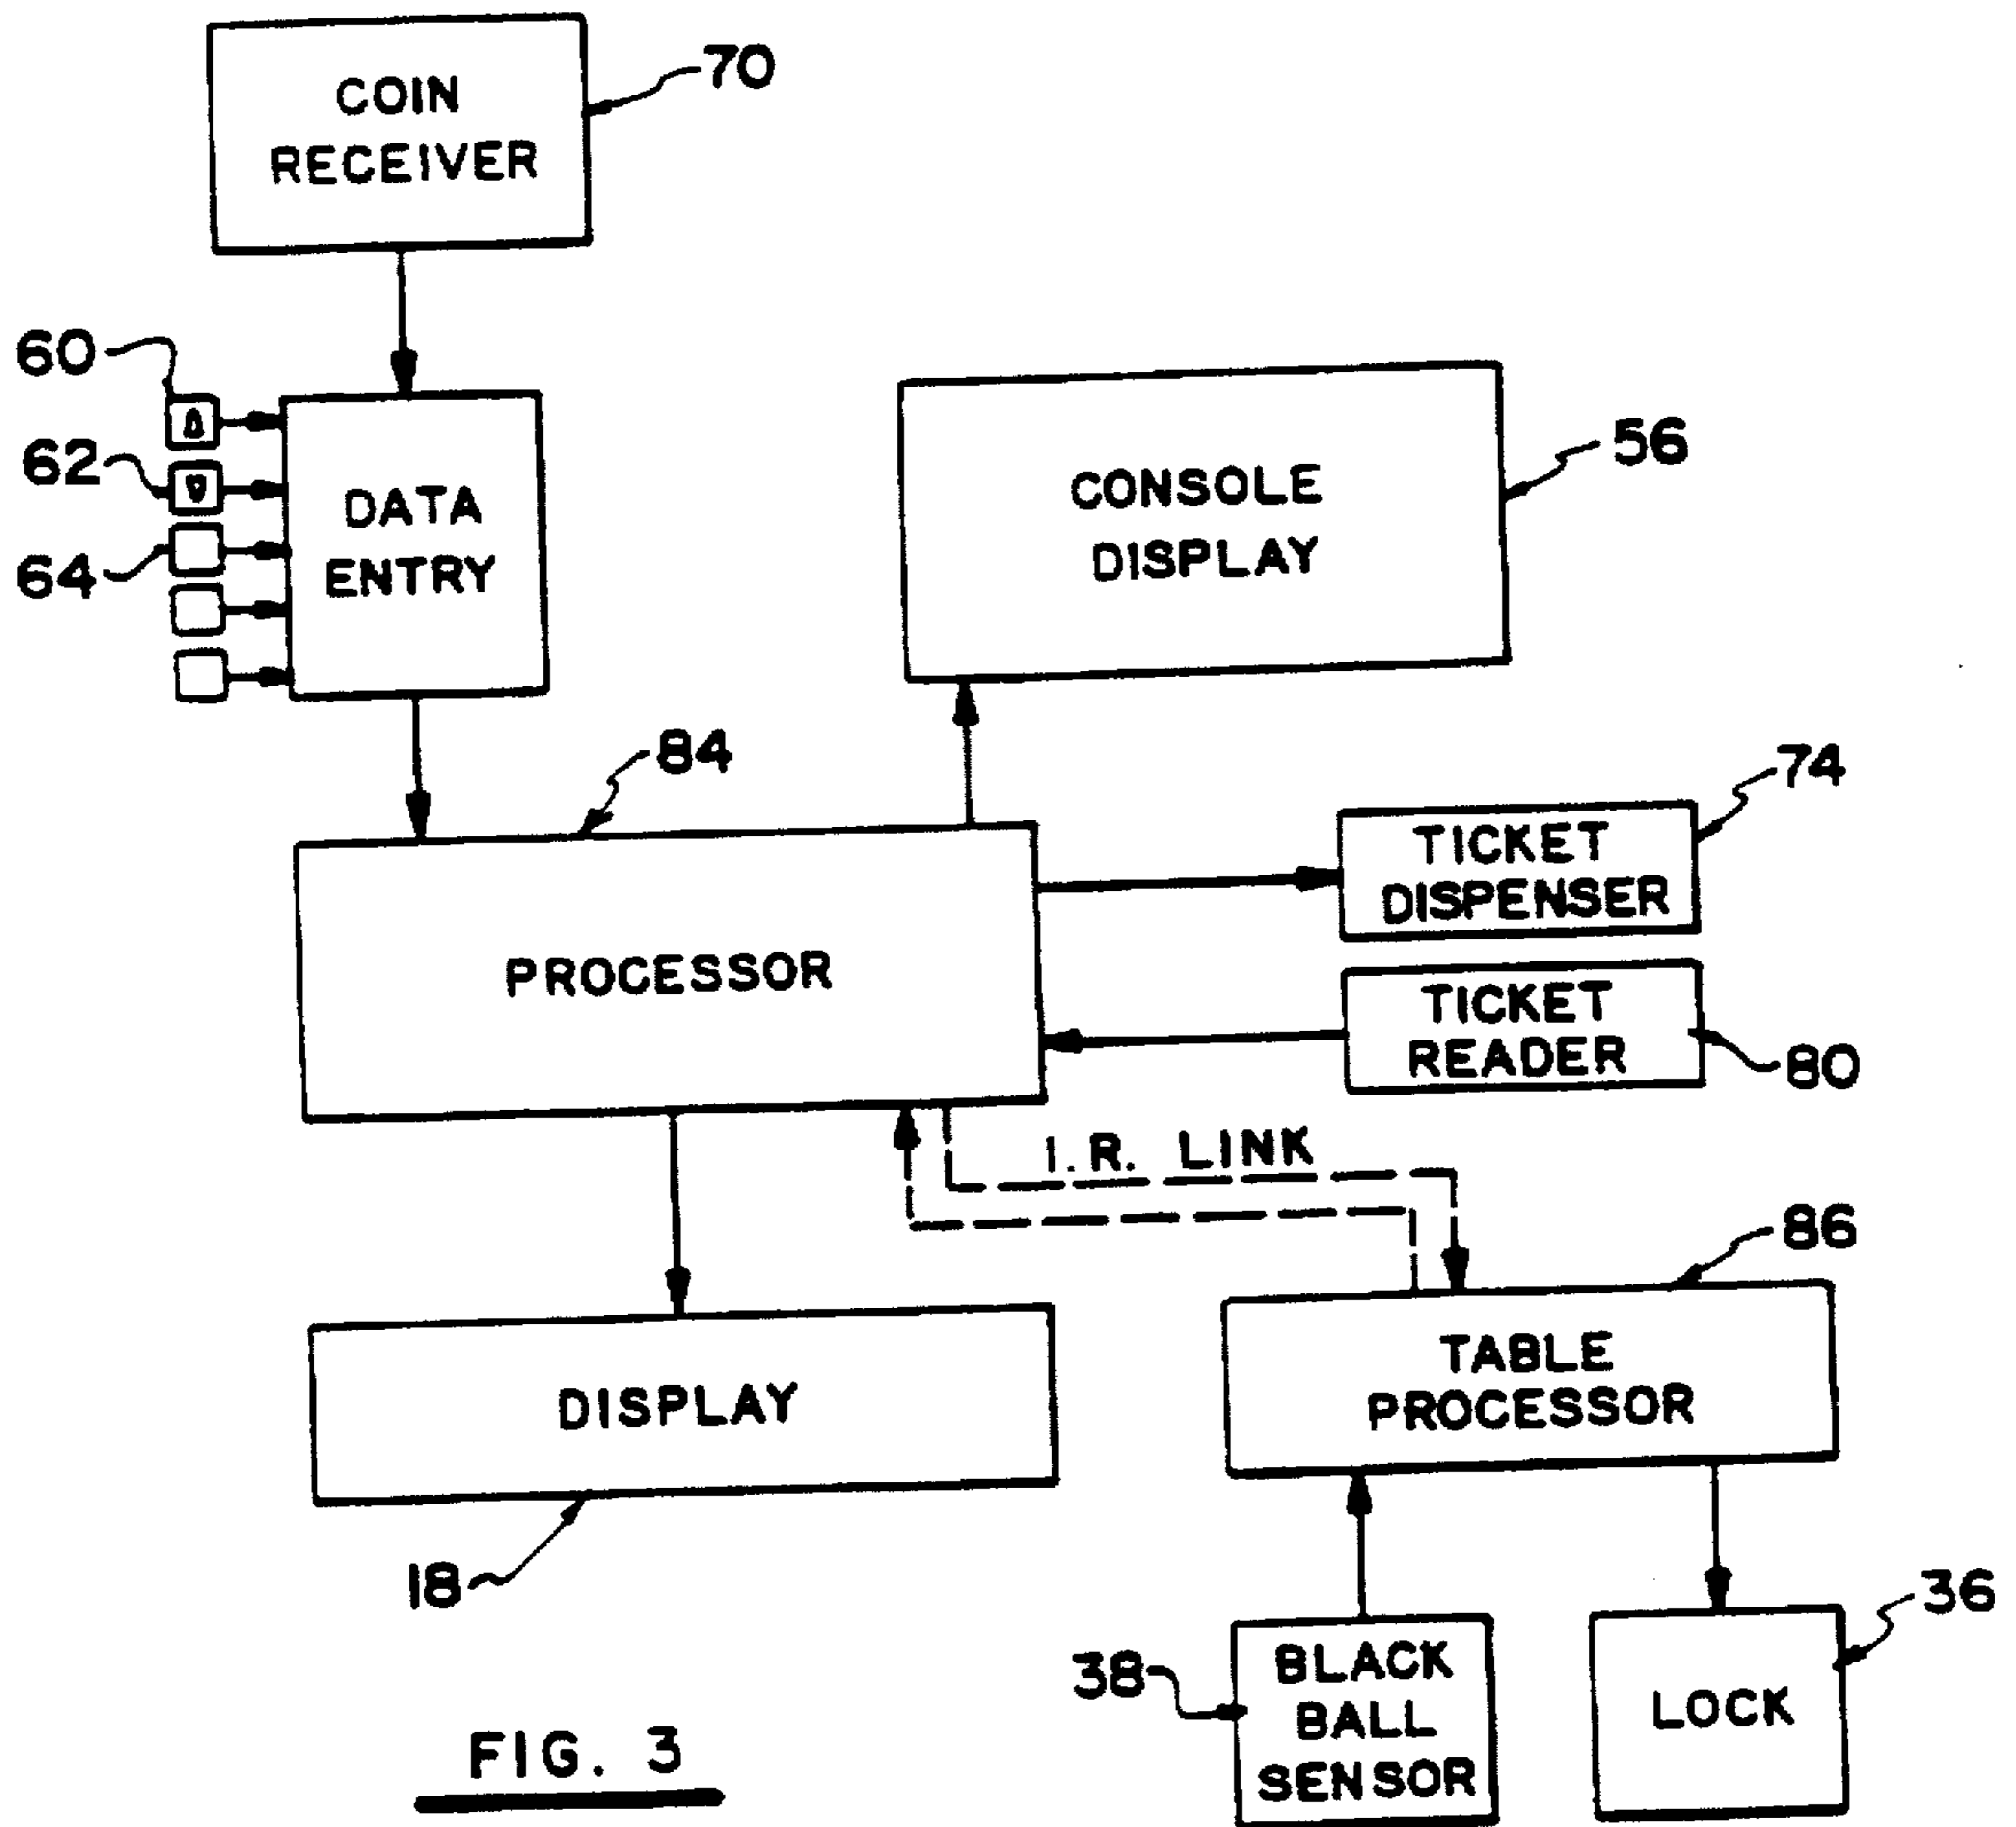 COIN
RECEIVER
70
60
62
64
DATA
ENTRY
CONSOLE
DISPLAY
56
84
74
TICKET
DISPENSER
PROCESSOR
TICKET
READER
80
I.R. LINK
86
TABLE
PROCESSOR
DISPLAY
18
36
38
BLACK
BALL
SENSOR
LOCK
FIG. 3